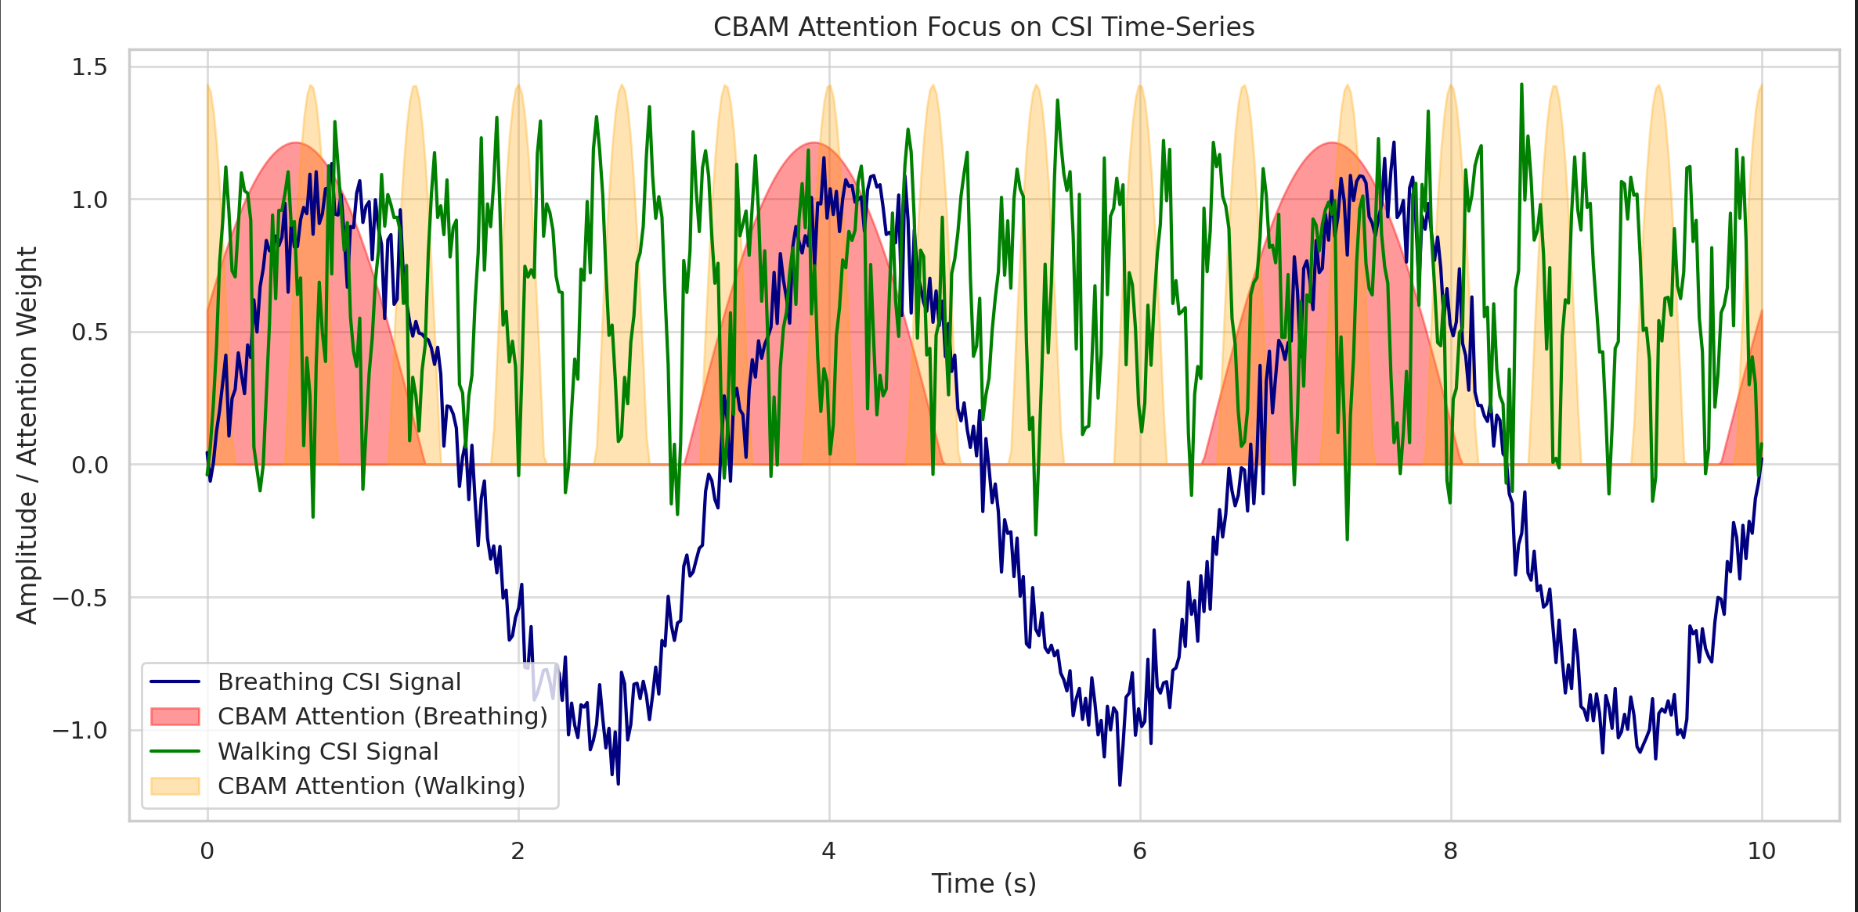 CBAM Attention Focus on CSI Time-Series
Amplitude / Attention Weight
1.5
1.0
0.5
0.0
−0.5
−1.0
Breathing CSI Signal
CBAM Attention (Breathing)
Walking CSI Signal
CBAM Attention (Walking)
0 2 4 6 8 10
Time (s)